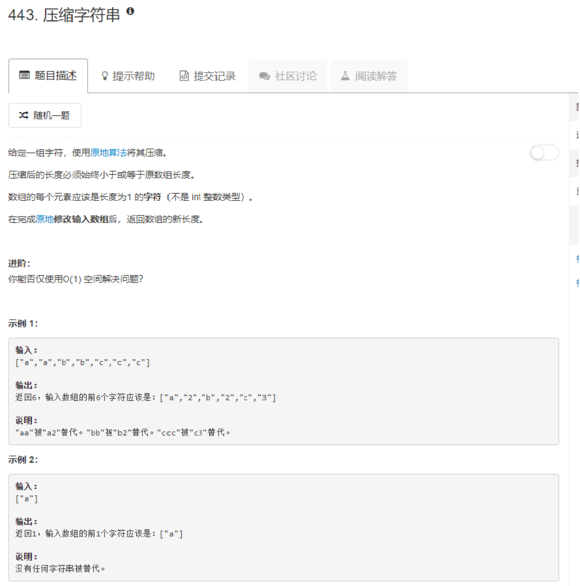 443. 压缩字符串
题目描述 提示帮助 提交记录 社区讨论 阅读解答
随机一题
给定一组字符，使用原地算法将其压缩。
压缩后的长度必须始终小于或等于原数组长度。
数组的每个元素应该是长度为1 的字符（不是 int 整数类型）。
在完成原地修改输入数组后，返回数组的新长度。
进阶：
你能否仅使用O(1) 空间解决问题？
示例 1：
输入：
["a","a","b","b","c","c","c"]
输出：
返回6，输入数组的前6个字符应该是：["a","2","b","2","c","3"]
说明：
"aa"被"a2"替代。"bb"被"b2"替代。"ccc"被"c3"替代。
示例 2：
输入：
["a"]
输出：
返回1，输入数组的前1个字符应该是：["a"]
说明：
没有任何字符串被替代。